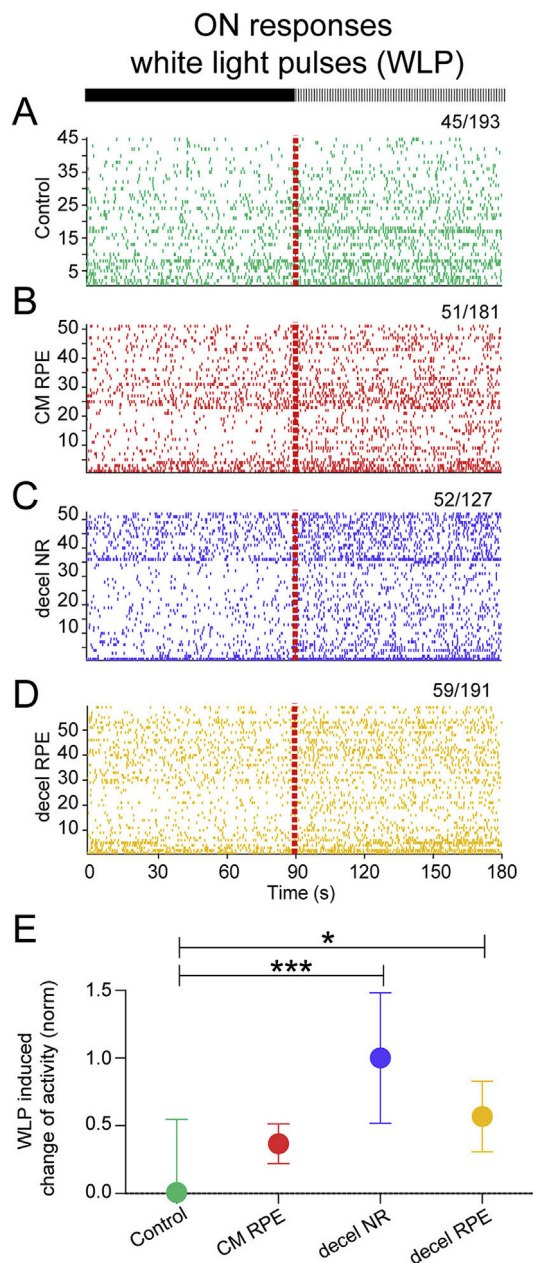 ON responses
white light pulses (WLP)
A
45/193
45
35
25
15
5
Control
B
51/181
50
40
30
20
10
CM RPE
C
52/127
50
40
30
20
10
decel NR
D
59/191
50
40
30
20
10
decel RPE
0 30 60 90 120 150 180
Time (s)
E
*
***
1.5
1.0
0.5
0.0
WLP induced
change of activity (norm)
Control CM RPE decel NR decel RPE